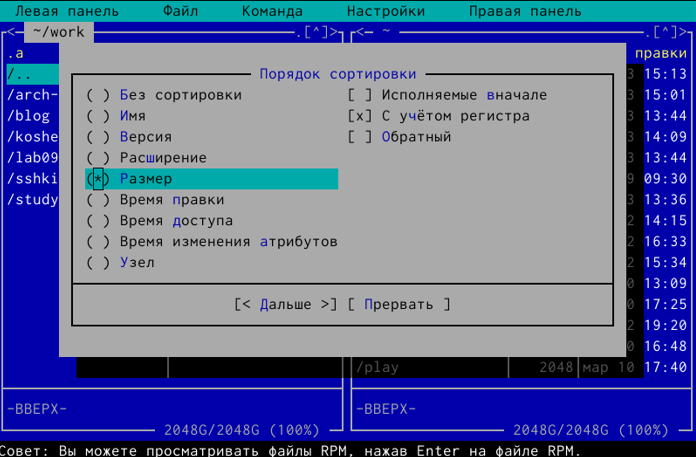 Левая панель Файл Команда Настройки Правая панель
<─ ~/work .[^]> <─ ~ .[^]>
.а правки
/.. 3 15:13
/arch- 3 15:01
/blog 3 13:44
/koshe 3 14:09
/lab09 3 13:44
/sshki 9 09:30
/study 3 13:36
2 14:15
2 16:33
2 15:34
0 13:09
0 17:25
2 19:20
0 16:48
/play 2048 мар 10 17:40
Порядок сортировки
( ) Без сортировки [ ] Исполняемые вначале
( ) Имя [x] С учётом регистра
( ) Версия [ ] Обратный
( ) Расширение
(*) Размер
( ) Время правки
( ) Время доступа
( ) Время изменения атрибутов
( ) Узел
[< Дальше >] [ Прервать ]
-ВВЕРХ- -ВВЕРХ-
2048G/2048G (100%) 2048G/2048G (100%)
Совет: Вы можете просматривать файлы RPM, нажав Enter на файле RPM.